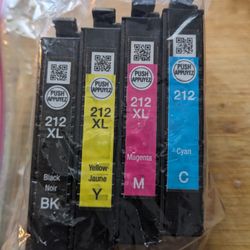 PUSH
APPUYEZ
212
XL
Black
Noir
BK
PUSH
APPUYEZ
212
XL
Yellow
Jaune
Y
PUSH
APPUYEZ
212
XL
Magenta
M
PUSH
APPUYEZ
212
Cyan
C